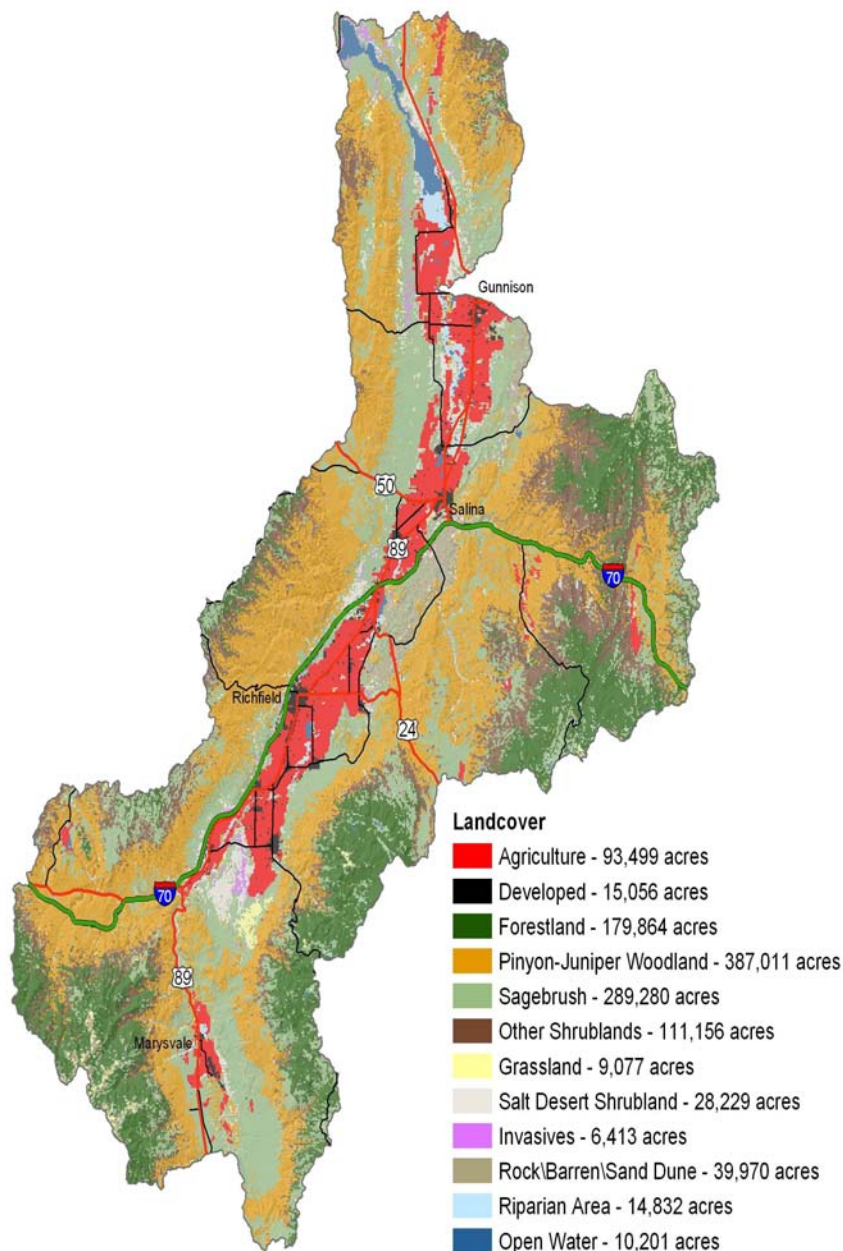 Gunnison
50
Salina
89
70
Richfield
24
Landcover
Agriculture - 93,499 acres
Developed - 15,056 acres
70
Forestland - 179,864 acres
Pinyon-Juniper Woodland - 387,011 acres
89
Sagebrush - 289,280 acres
Other Shrublands - 111,156 acres
Marysvale
Grassland - 9,077 acres
Salt Desert Shrubland - 28,229 acres
Invasives - 6,413 acres
Rock\Barren\Sand Dune - 39,970 acres
Riparian Area - 14,832 acres
Open Water - 10,201 acres